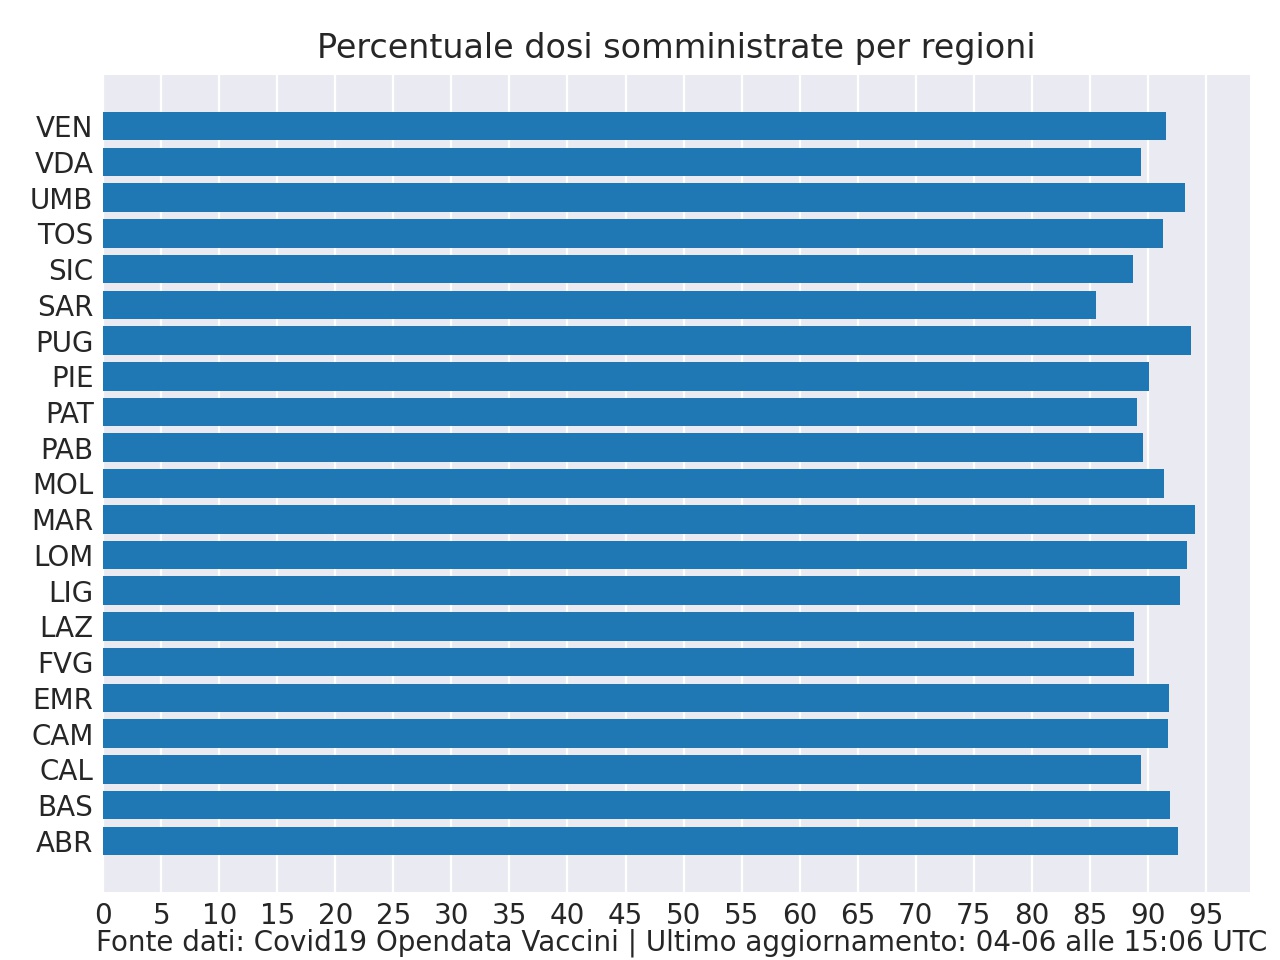 Percentuale dosi somministrate per regioni
VEN
VDA
UMB
TOS
SIC
SAR
PUG
PIE
PAT
PAB
MOL
MAR
LOM
LIG
LAZ
FVG
EMR
CAM
CAL
BAS
ABR
0 5 10 15 20 25 30 35 40 45 50 55 60 65 70 75 80 85 90 95
Fonte dati: Covid19 Opendata Vaccini | Ultimo aggiornamento: 04-06 alle 15:06 UTC